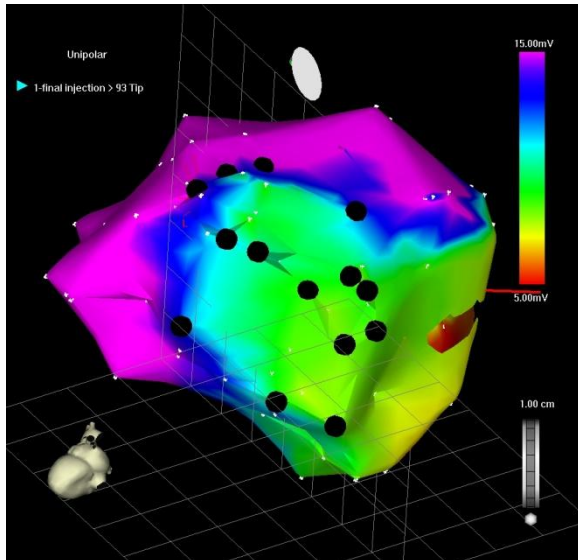 Unipolar
15.00mV
1-final injection > 93 Tip
5.00mV
1.00 cm